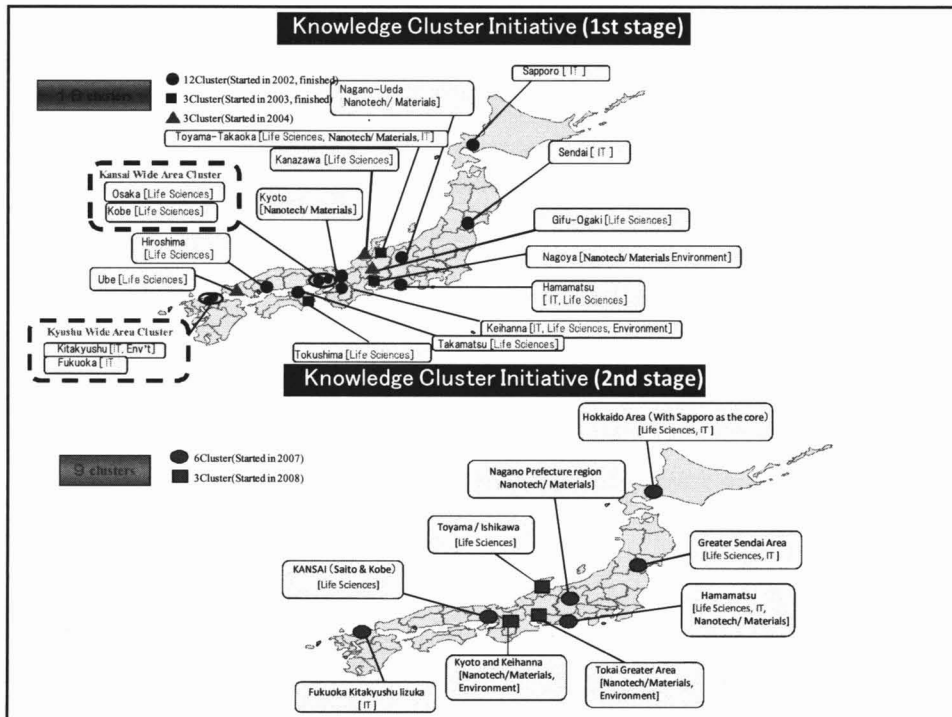 Knowledge Cluster Initiative (1st stage)
18 clusters
12Cluster(Started in 2002, finished)
3Cluster(Started in 2003, finished)
3Cluster(Started in 2004)
Nagano-Ueda
Nanotech/ Materials]
Sapporo [ IT ]
Toyama-Takaoka [Life Sciences, Nanotech/ Materials, IT]
Kanazawa [Life Sciences]
Sendai [ IT ]
Kansai Wide Area Cluster
Osaka [Life Sciences]
Kobe [Life Sciences]
Kyoto
[Nanotech/ Materials]
Gifu-Ogaki [Life Sciences]
Hiroshima
[Life Sciences]
Nagoya [Nanotech/ Materials Environment]
Ube [Life Sciences]
Hamamatsu
[ IT, Life Sciences]
Keihanna [IT, Life Sciences, Environment]
Takamatsu [Life Sciences]
Tokushima [Life Sciences]
Kyushu Wide Area Cluster
Kitakyushu [IT, Env't]
Fukuoka [ IT
Knowledge Cluster Initiative (2nd stage)
9 clusters
6Cluster(Started in 2007)
3Cluster(Started in 2008)
Hokkaido Area (With Sapporo as the core)
[Life Sciences, IT ]
Nagano Prefecture region
Nanotech/ Materials]
Toyama / Ishikawa
[Life Sciences]
Greater Sendai Area
[Life Sciences, IT ]
KANSAI (Saito & Kobe)
[Life Sciences]
Hamamatsu
[Life Sciences, IT,
Nanotech/ Materials]
Kyoto and Keihanna
[Nanotech/Materials,
Environment]
Tokai Greater Area
[Nanotech/Materials,
Environment]
Fukuoka Kitakyushu Iizuka
[ IT ]